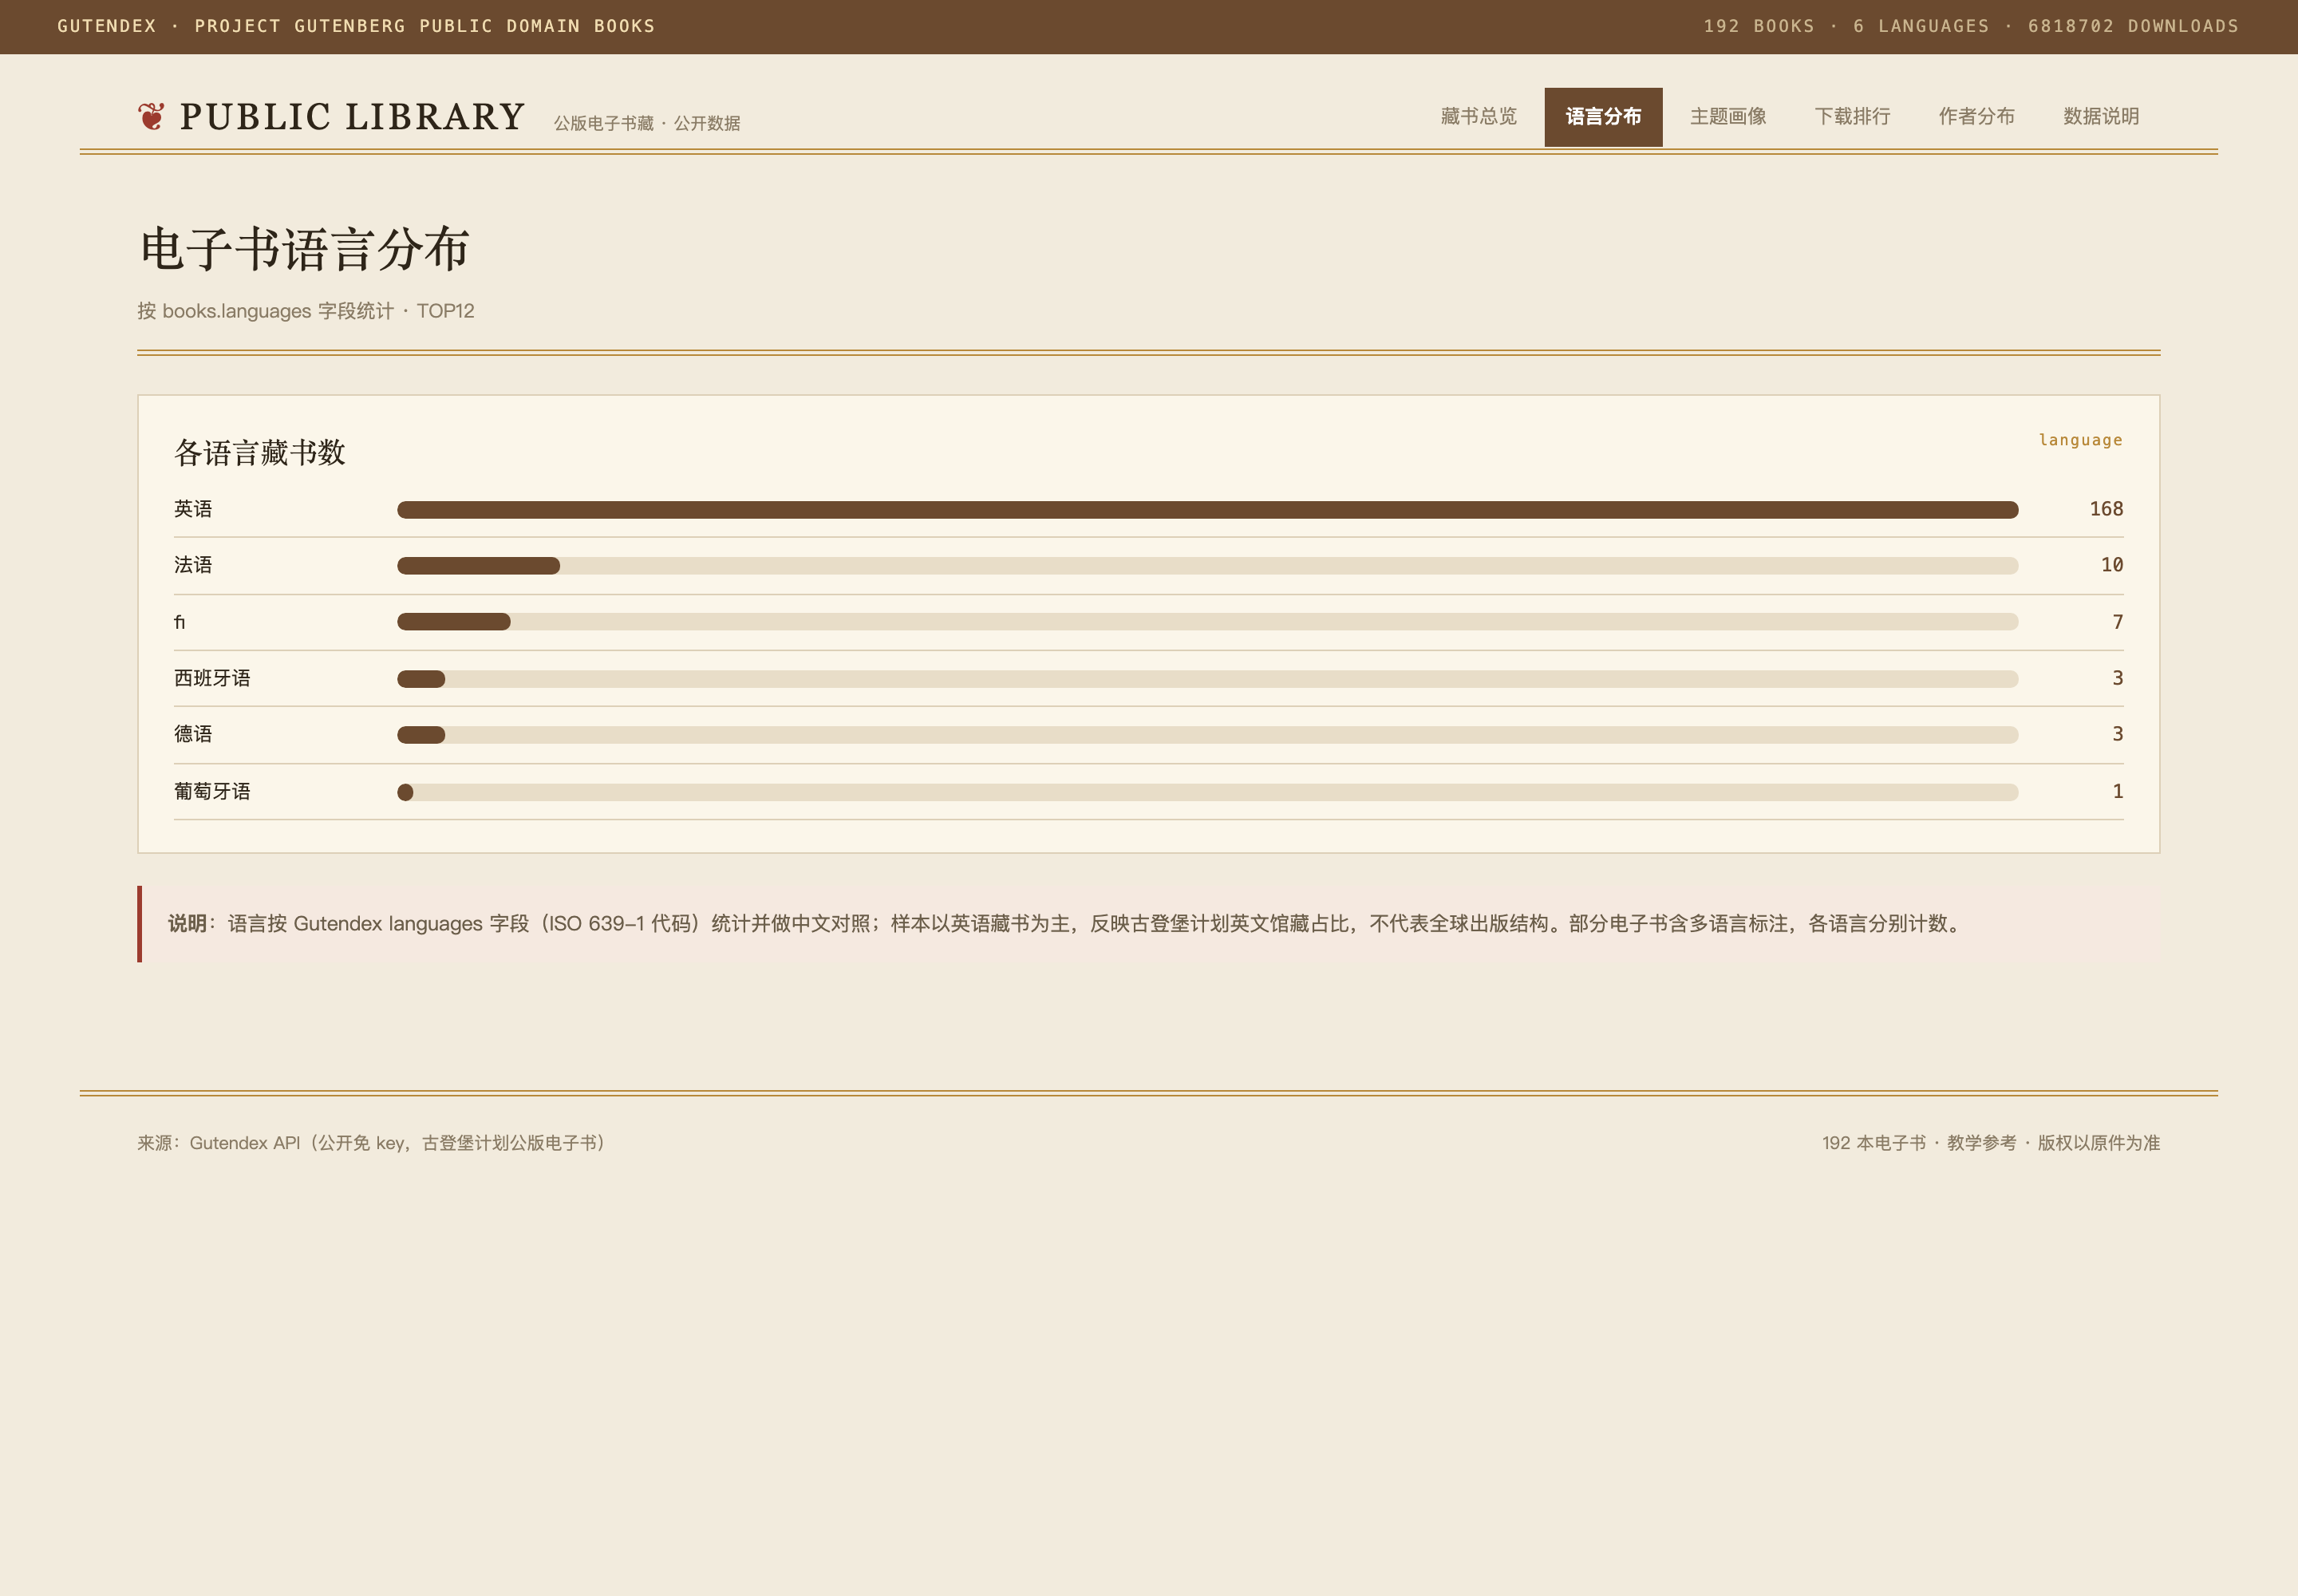 GUTENDEX · PROJECT GUTENBERG PUBLIC DOMAIN BOOKS
192 BOOKS · 6 LANGUAGES · 6818702 DOWNLOADS
❦ PUBLIC LIBRARY 公版电子书藏 · 公开数据
藏书总览 语言分布 主题画像 下载排行 作者分布 数据说明
电子书语言分布
按 books.languages 字段统计 · TOP12
各语言藏书数
language
英语 168
法语 10
fi 7
西班牙语 3
德语 3
葡萄牙语 1
说明：语言按 Gutendex languages 字段（ISO 639-1 代码）统计并做中文对照；样本以英语藏书为主，反映古登堡计划英文馆藏占比，不代表全球出版结构。部分电子书含多语言标注，各语言分别计数。
来源：Gutendex API（公开免 key，古登堡计划公版电子书）
192 本电子书 · 教学参考 · 版权以原件为准